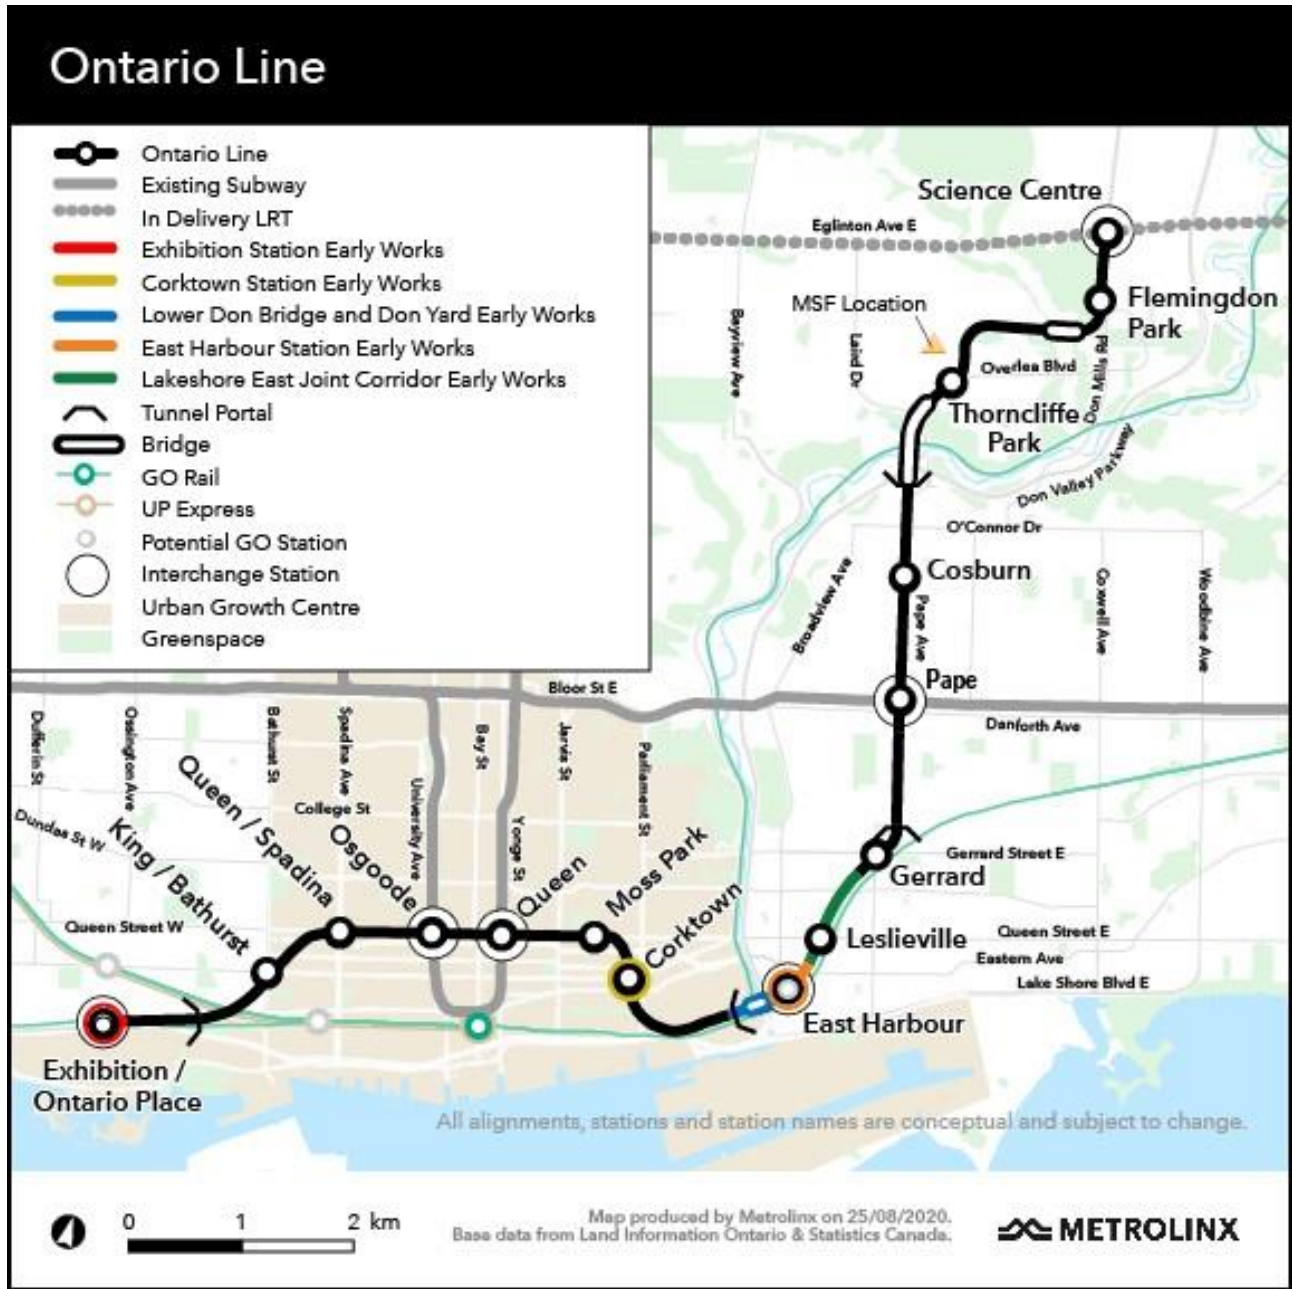 Ontario Line
Ontario Line
Existing Subway
In Delivery LRT
Exhibition Station Early Works
Corktown Station Early Works
Lower Don Bridge and Don Yard Early Works
East Harbour Station Early Works
Lakeshore East Joint Corridor Early Works
Tunnel Portal
Bridge
GO Rail
UP Express
Potential GO Station
Interchange Station
Urban Growth Centre
Greenspace
Science Centre
Eglinton Ave E
Flemingdon
Park
MSF Location
Bayview Ave
Laird Dr
Overlea Blvd
Don Mills Rd
Thorncliffe
Park
Don Valley Parkway
O'Connor Dr
Cosburn
Broadview Ave
Pape Ave
Coxwell Ave
Woodbine Ave
Pape
Bloor St E
Danforth Ave
Dufferin St
Ossington Ave
Bathurst St
Spadina Ave
University Ave
Bay St
Yonge St
Jarvis St
Parliament St
College St
Dundas St W
Queen Street W
King / Bathurst
Queen / Spadina
Osgoode
Queen
Moss Park
Corktown
Gerrard Street E
Gerrard
Leslieville
Queen Street E
Eastern Ave
Lake Shore Blvd E
East Harbour
Exhibition /
Ontario Place
All alignments, stations and station names are conceptual and subject to change.
0 1 2 km
Map produced by Metrolinx on 25/08/2020.
Base data from Land Information Ontario & Statistics Canada.
METROLINX